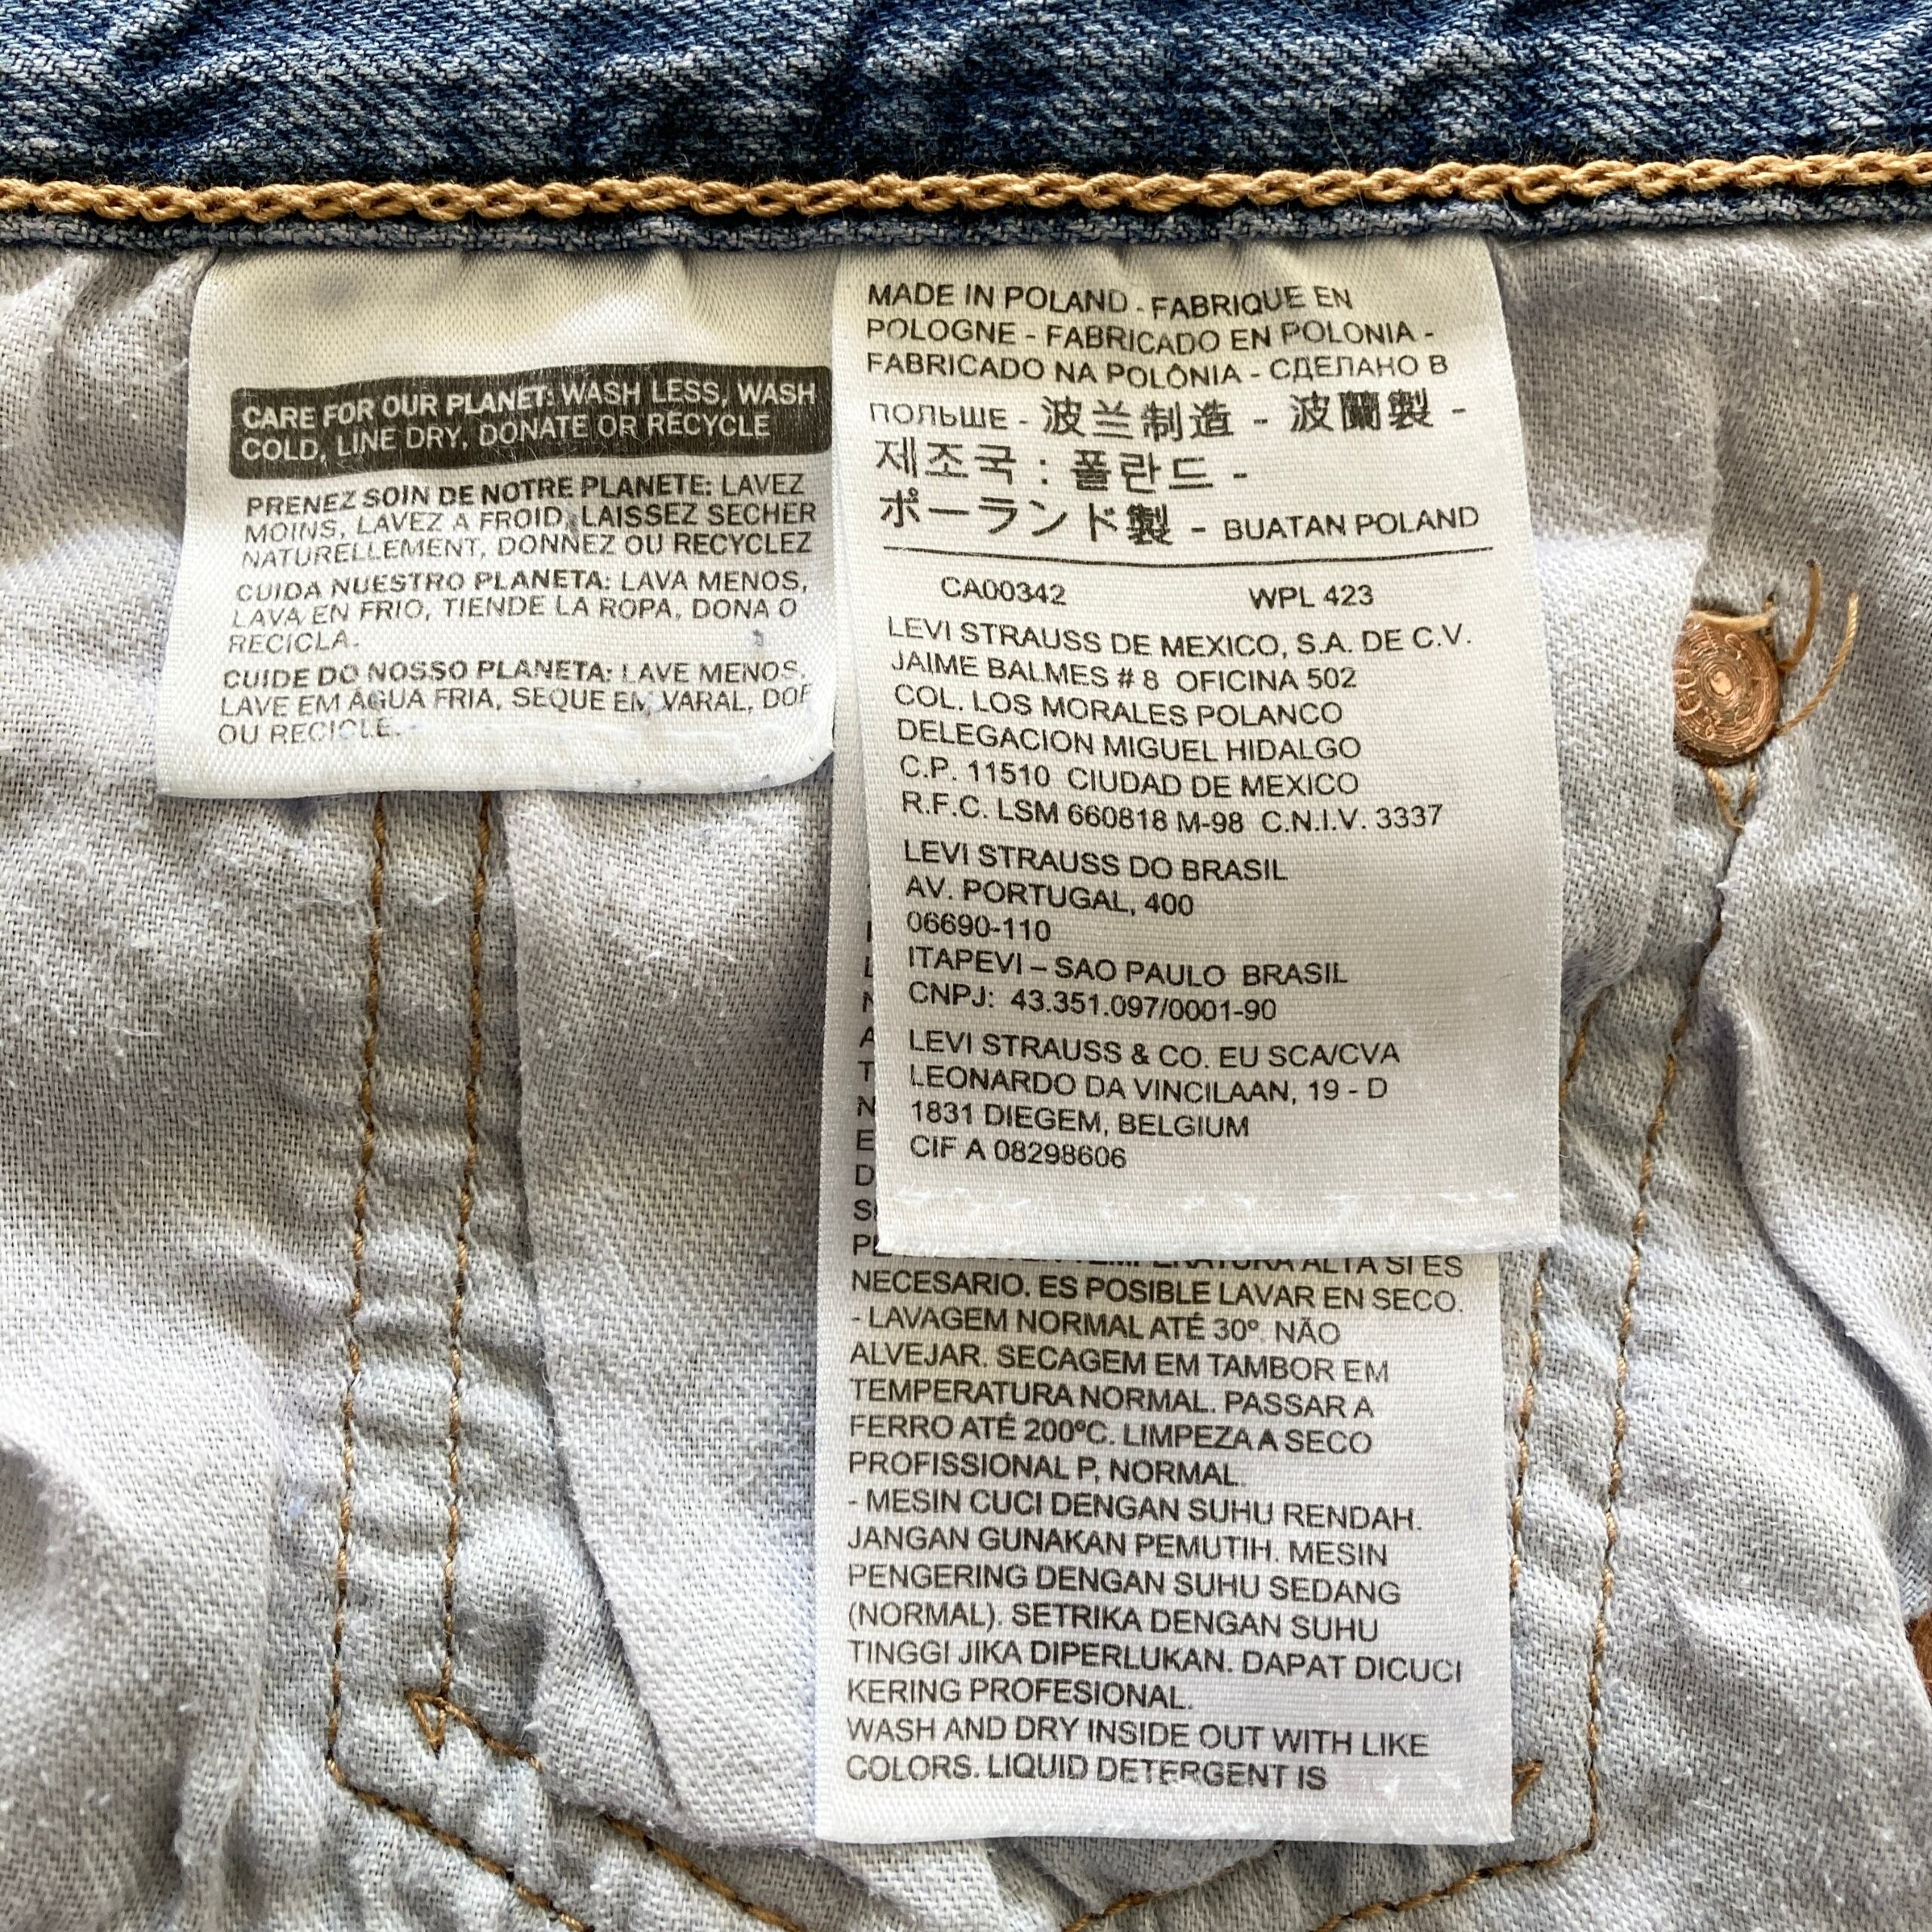 CARE FOR OUR PLANET: WASH LESS, WASH
COLD, LINE DRY, DONATE OR RECYCLE
PRENEZ SOIN DE NOTRE PLANETE: LAVEZ
MOINS, LAVEZ A FROID, LAISSEZ SECHER
NATURELLEMENT, DONNEZ OU RECYCLEZ
CUIDA NUESTRO PLANETA: LAVA MENOS,
LAVA EN FRIO, TIENDE LA ROPA, DONA O
RECICLA.
CUIDE DO NOSSO PLANETA: LAVE MENOS,
LAVE EM ÁGUA FRIA, SEQUE EM VARAL, DOE
OU RECICLE.
MADE IN POLAND - FABRIQUE EN
POLOGNE - FABRICADO EN POLONIA -
FABRICADO NA POLÔNIA - СДЕЛАНО В
ПОЛЬШЕ - 波兰制造 - 波蘭製 -
제조국 : 폴란드 -
ポーランド製 - BUATAN POLAND
CA00342 WPL 423
LEVI STRAUSS DE MEXICO, S.A. DE C.V.
JAIME BALMES # 8 OFICINA 502
COL. LOS MORALES POLANCO
DELEGACION MIGUEL HIDALGO
C.P. 11510 CIUDAD DE MEXICO
R.F.C. LSM 660818 M-98 C.N.I.V. 3337
LEVI STRAUSS DO BRASIL
AV. PORTUGAL, 400
06690-110
ITAPEVI – SAO PAULO BRASIL
CNPJ: 43.351.097/0001-90
LEVI STRAUSS & CO. EU SCA/CVA
LEONARDO DA VINCILAAN, 19 - D
1831 DIEGEM, BELGIUM
CIF A 08298606
TEMPERATURA ALTA SI ES
NECESARIO. ES POSIBLE LAVAR EN SECO.
- LAVAGEM NORMAL ATÉ 30º. NÃO
ALVEJAR. SECAGEM EM TAMBOR EM
TEMPERATURA NORMAL. PASSAR A
FERRO ATÉ 200ºC. LIMPEZA A SECO
PROFISSIONAL P, NORMAL.
- MESIN CUCI DENGAN SUHU RENDAH.
JANGAN GUNAKAN PEMUTIH. MESIN
PENGERING DENGAN SUHU SEDANG
(NORMAL). SETRIKA DENGAN SUHU
TINGGI JIKA DIPERLUKAN. DAPAT DICUCI
KERING PROFESIONAL.
WASH AND DRY INSIDE OUT WITH LIKE
COLORS. LIQUID DETERGENT IS